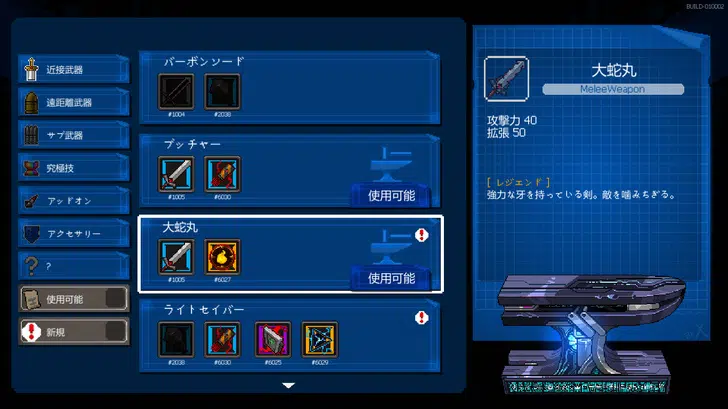 BUILD-010002
近接武器
遠距離武器
サブ武器
究極技
アッドオン
アクセサリー
?
使用可能
新規
バーボンソード
#1004 #2038
ブッチャー
#1005 #6030
使用可能
大蛇丸
#1005 #6027
使用可能
ライトセイバー
#2038 #6030 #6025 #6029
大蛇丸
MeleeWeapon
攻撃力 40
拡張 50
[ レジェンド ]
強力な牙を持っている剣。敵を噛みちぎる。